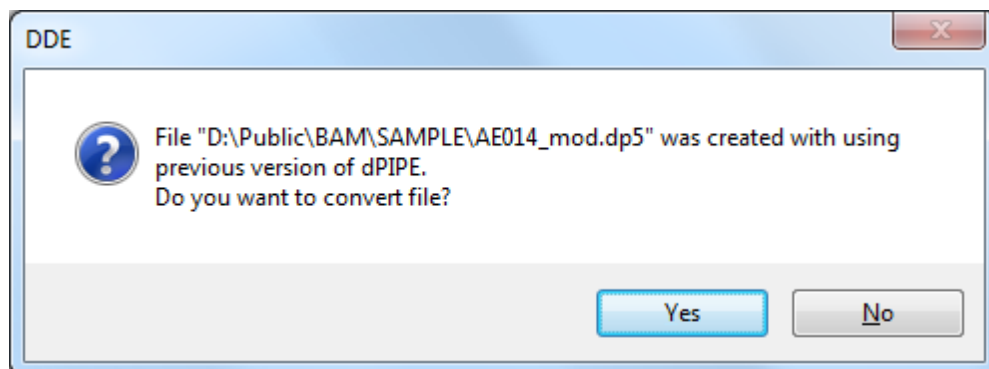 DDE
File "D:\Public\BAM\SAMPLE\AE014_mod.dp5" was created with using
previous version of dPIPE.
Do you want to convert file?
Yes
No